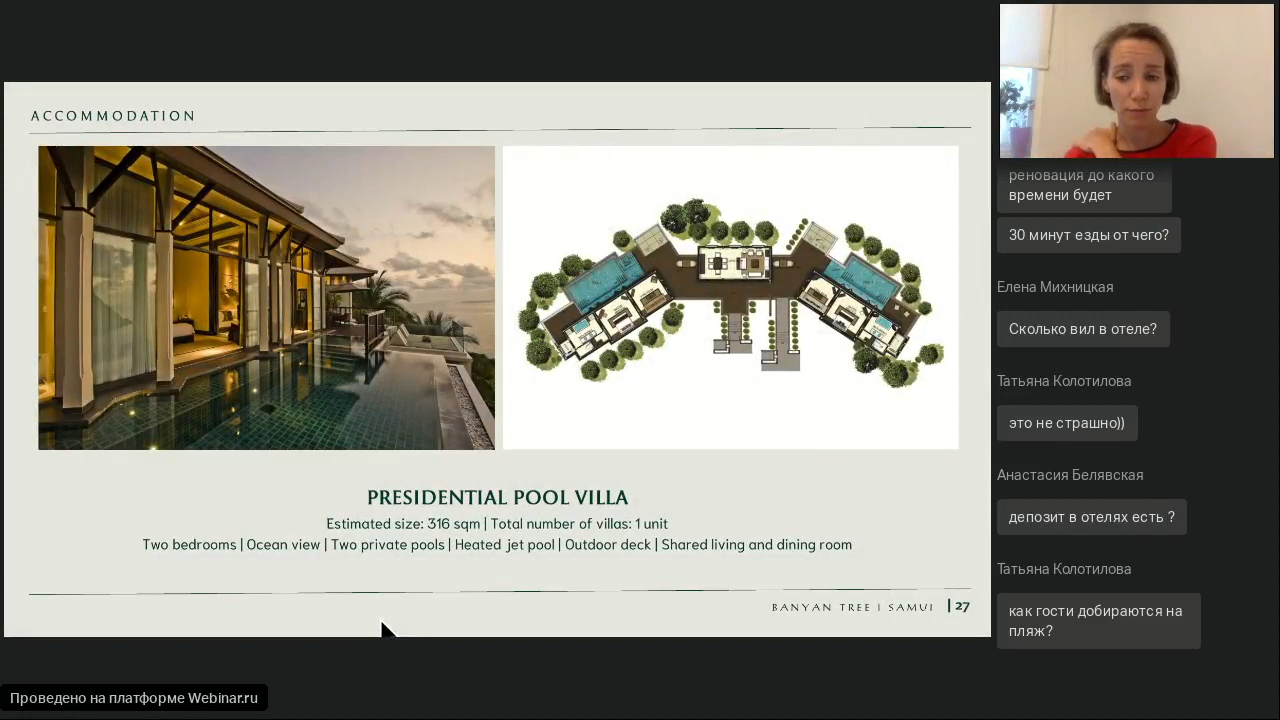 ACCOMMODATION
PRESIDENTIAL POOL VILLA
Estimated size: 316 sqm | Total number of villas: 1 unit
Two bedrooms | Ocean view | Two private pools | Heated jet pool | Outdoor deck | Shared living and dining room
BANYAN TREE | SAMUI | 27
реновация до какого
времени будет
30 минут езды от чего?
Елена Михницкая
Сколько вил в отеле?
Татьяна Колотилова
это не страшно))
Анастасия Белявская
депозит в отелях есть ?
Татьяна Колотилова
как гости добираются на
пляж?
Проведено на платформе Webinar.ru